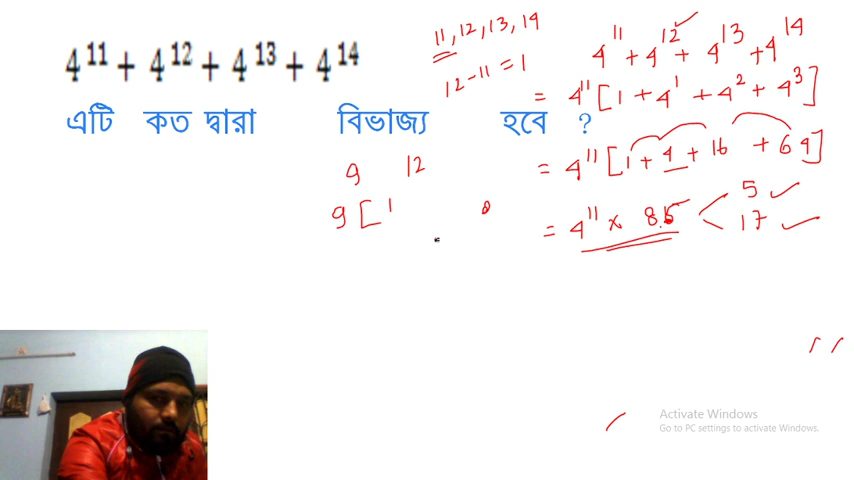 4^11 + 4^12 + 4^13 + 4^14
এটি কত দ্বারা বিভাজ্য হবে ?
11, 12, 13, 14
12 - 11 = 1
4^11 + 4^12 + 4^13 + 4^14
= 4^11 [1 + 4^1 + 4^2 + 4^3]
= 4^11 [1 + 4 + 16 + 64]
= 4^11 × 85 < 5
17
9 12
9 [ 1
Activate Windows
Go to PC settings to activate Windows.